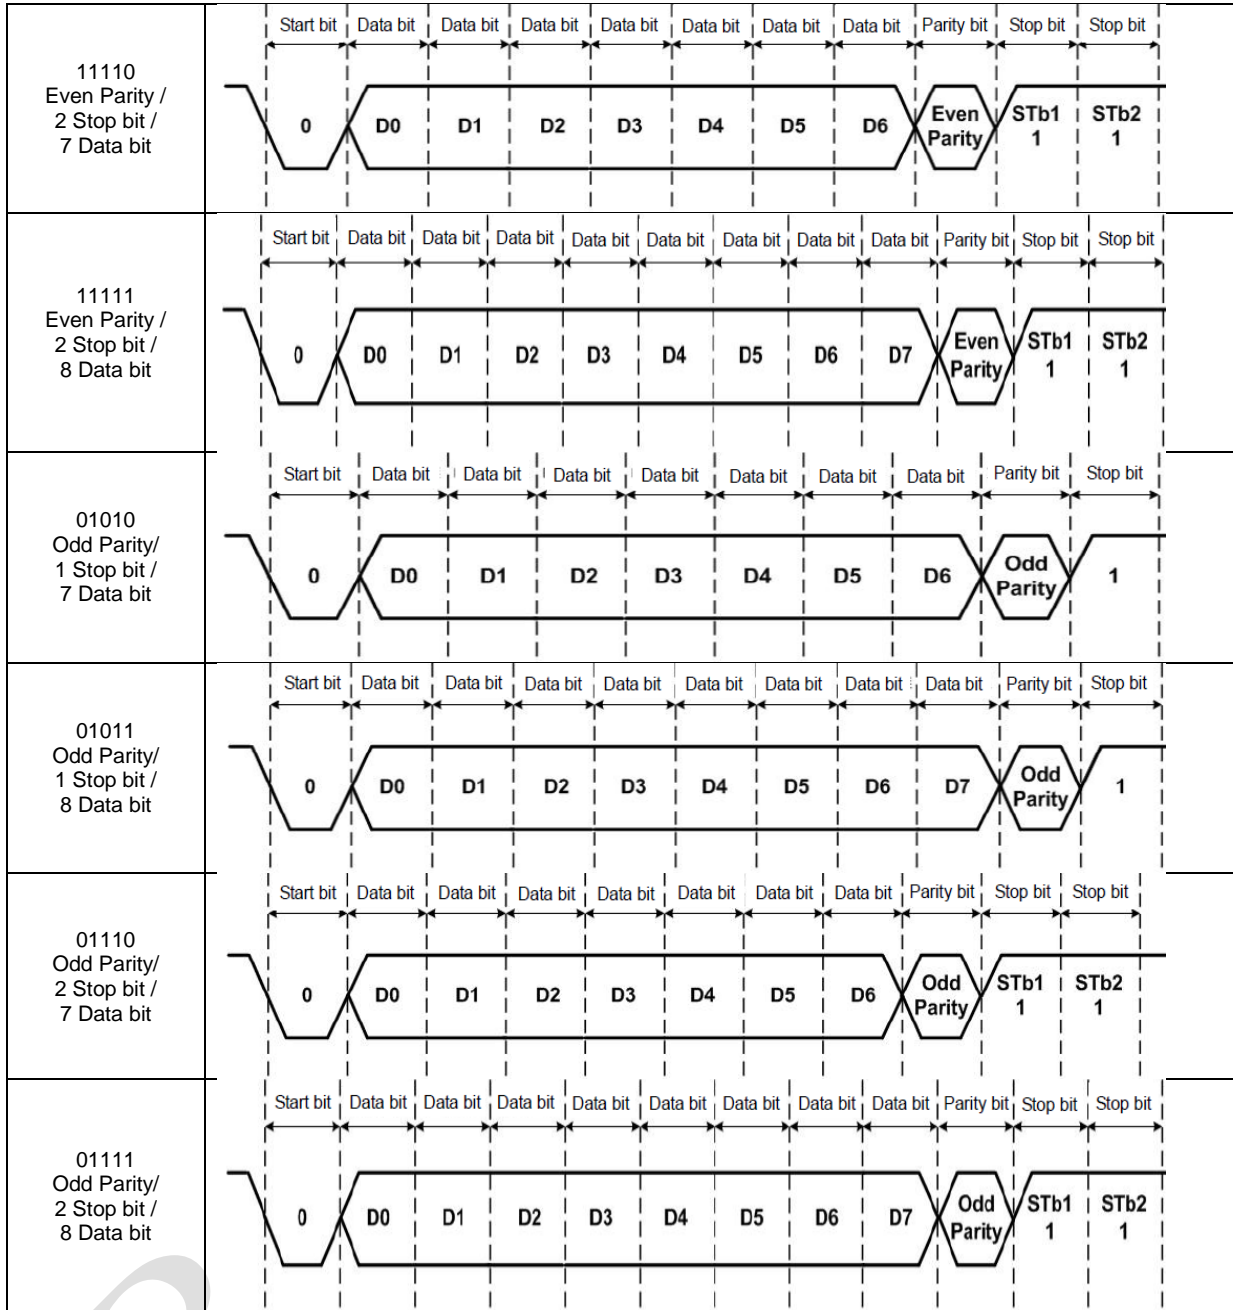 Start bit Data bit Data bit Data bit Data bit Data bit Data bit Data bit Parity bit Stop bit Stop bit
11110
Even Parity /
2 Stop bit /
7 Data bit
0 D0 D1 D2 D3 D4 D5 D6 Even Parity STb1 1 STb2 1
Start bit Data bit Data bit Data bit Data bit Data bit Data bit Data bit Data bit Parity bit Stop bit Stop bit
11111
Even Parity /
2 Stop bit /
8 Data bit
0 D0 D1 D2 D3 D4 D5 D6 D7 Even Parity STb1 1 STb2 1
Start bit Data bit Data bit Data bit Data bit Data bit Data bit Data bit Parity bit Stop bit
01010
Odd Parity/
1 Stop bit /
7 Data bit
0 D0 D1 D2 D3 D4 D5 D6 Odd Parity 1
Start bit Data bit Data bit Data bit Data bit Data bit Data bit Data bit Data bit Parity bit Stop bit
01011
Odd Parity/
1 Stop bit /
8 Data bit
0 D0 D1 D2 D3 D4 D5 D6 D7 Odd Parity 1
Start bit Data bit Data bit Data bit Data bit Data bit Data bit Data bit Parity bit Stop bit Stop bit
01110
Odd Parity/
2 Stop bit /
7 Data bit
0 D0 D1 D2 D3 D4 D5 D6 Odd Parity STb1 1 STb2 1
Start bit Data bit Data bit Data bit Data bit Data bit Data bit Data bit Data bit Parity bit Stop bit Stop bit
01111
Odd Parity/
2 Stop bit /
8 Data bit
0 D0 D1 D2 D3 D4 D5 D6 D7 Odd Parity STb1 1 STb2 1